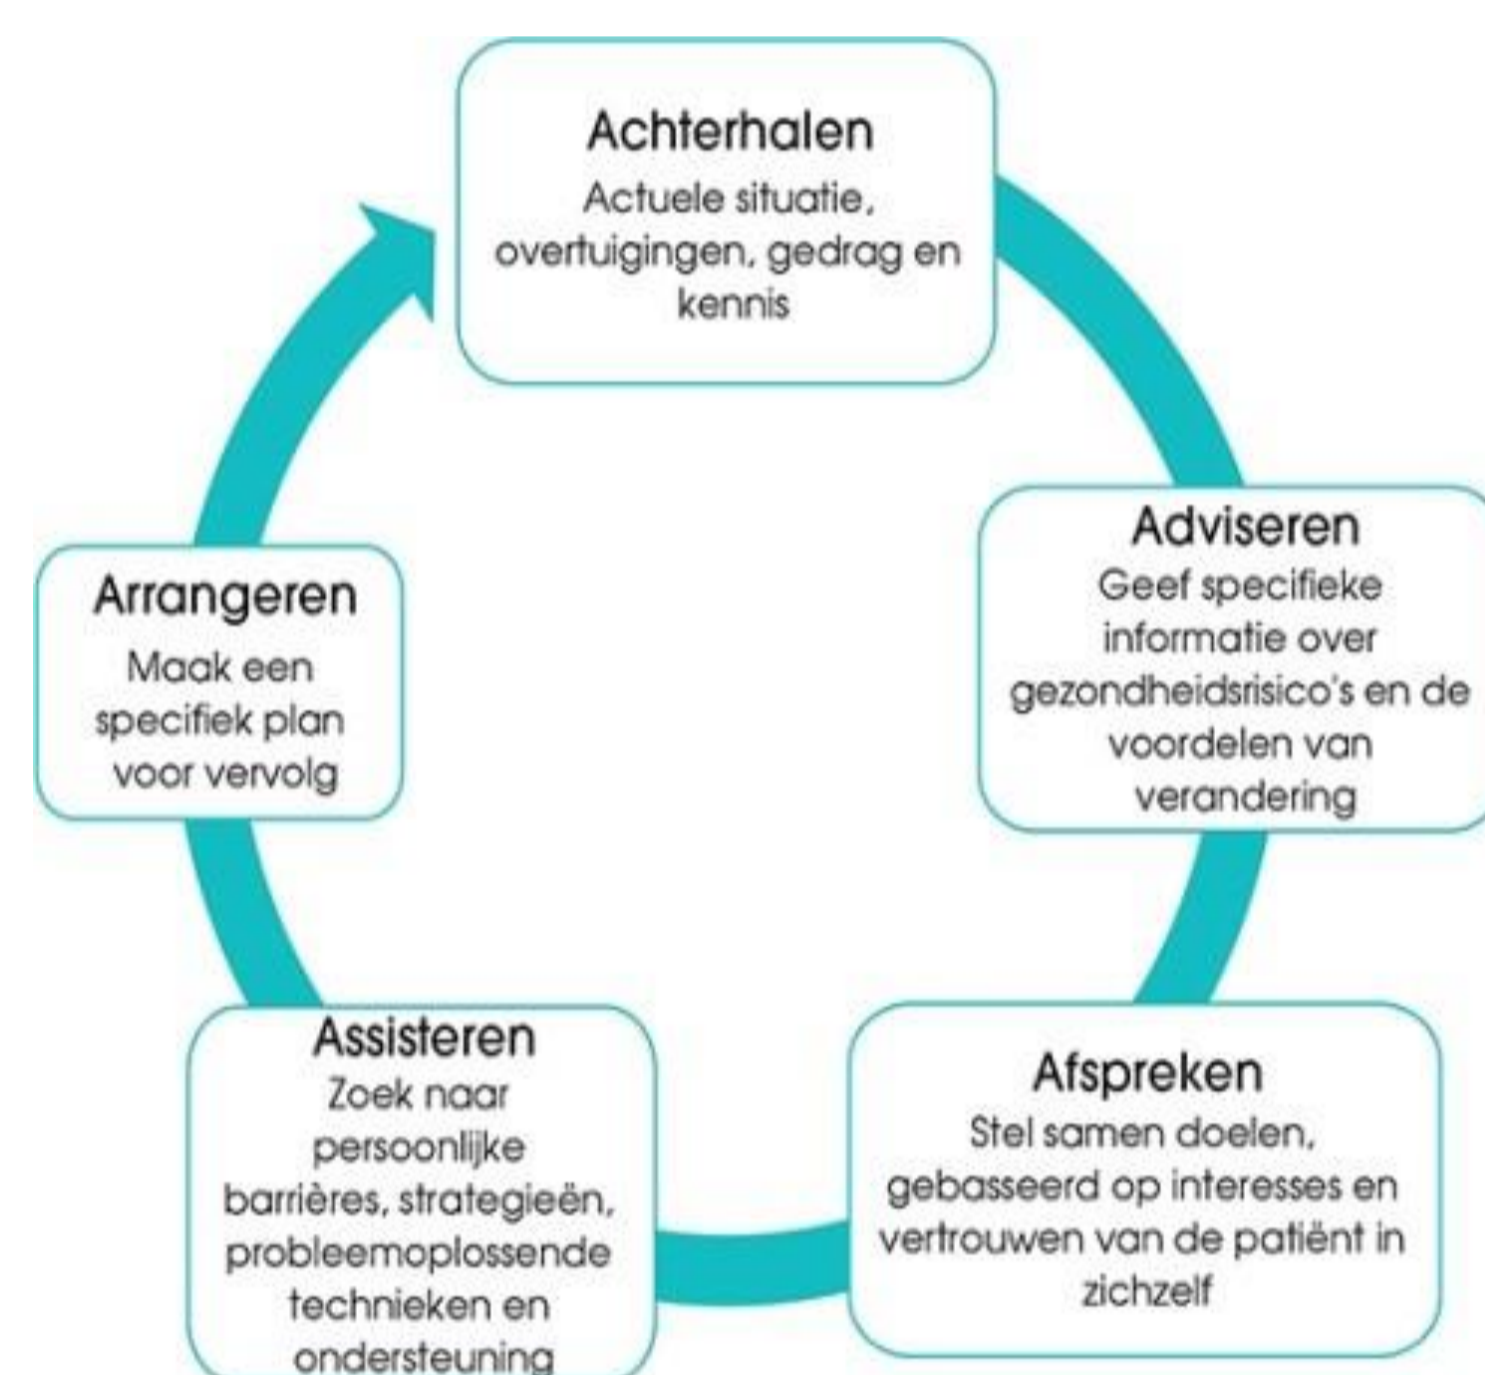 Achterhalen
Actuele situatie,
overtuigingen, gedrag en
kennis
Adviseren
Geef specifieke
informatie over
gezondheidsrisico's en de
voordelen van
verandering
Afspreken
Stel samen doelen,
gebasseerd op interesses en
vertrouwen van de patiënt in
zichzelf
Assisteren
Zoek naar
persoonlijke
barrières, strategieën,
probleemoplossende
technieken en
ondersteuning
Arrangeren
Maak een
specifiek plan
voor vervolg